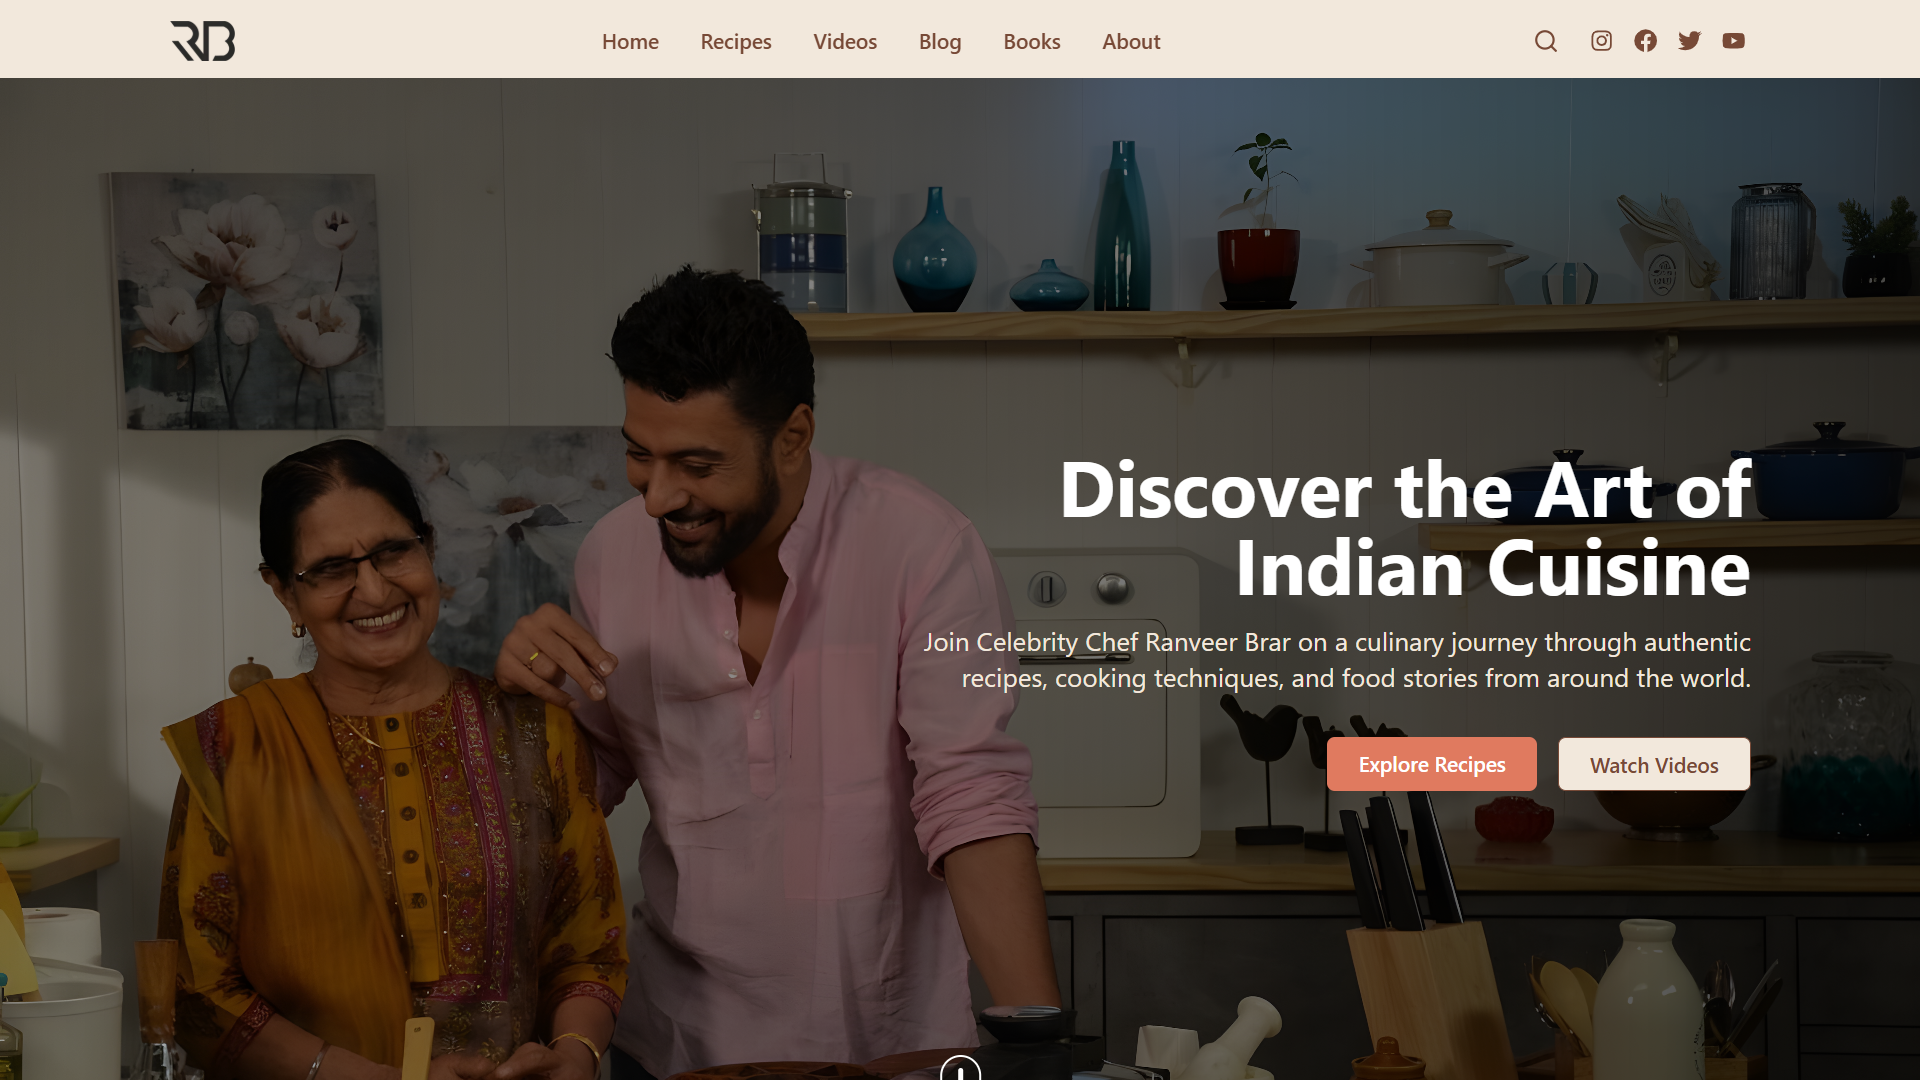 RB
Home
Recipes
Videos
Blog
Books
About
Discover the Art of
Indian Cuisine
Join Celebrity Chef Ranveer Brar on a culinary journey through authentic
recipes, cooking techniques, and food stories from around the world.
Explore Recipes
Watch Videos